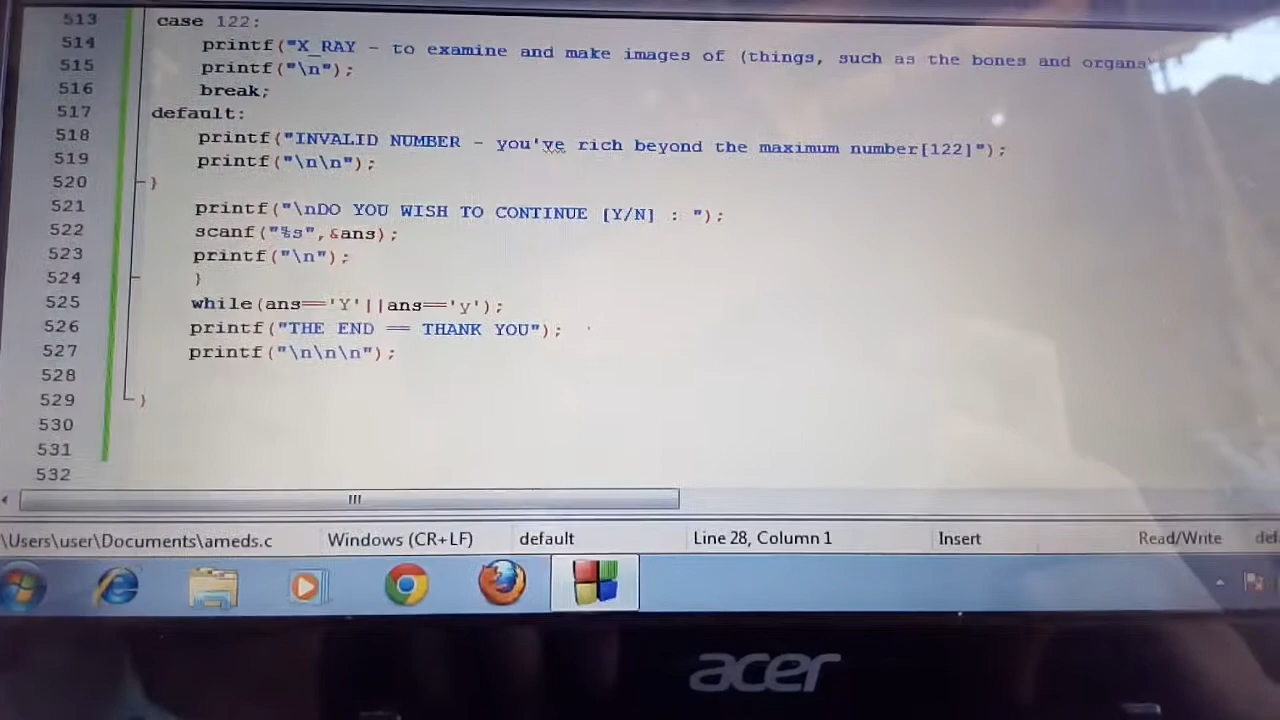 513 case 122:
514 printf("X_RAY - to examine and make images of (things, such as the bones and organs
515 printf("\n");
516 break;
517 default:
518 printf("INVALID NUMBER - you've rich beyond the maximum number[122]");
519 printf("\n\n");
520 }
521 printf("\nDO YOU WISH TO CONTINUE [Y/N] : ");
522 scanf("%s",&ans);
523 printf("\n");
524 }
525 while(ans=='Y'||ans=='y');
526 printf("THE END == THANK YOU");
527 printf("\n\n\n");
528
529 }
530
531
532
\Users\user\Documents\ameds.c Windows (CR+LF) default Line 28, Column 1 Insert Read/Write def
acer